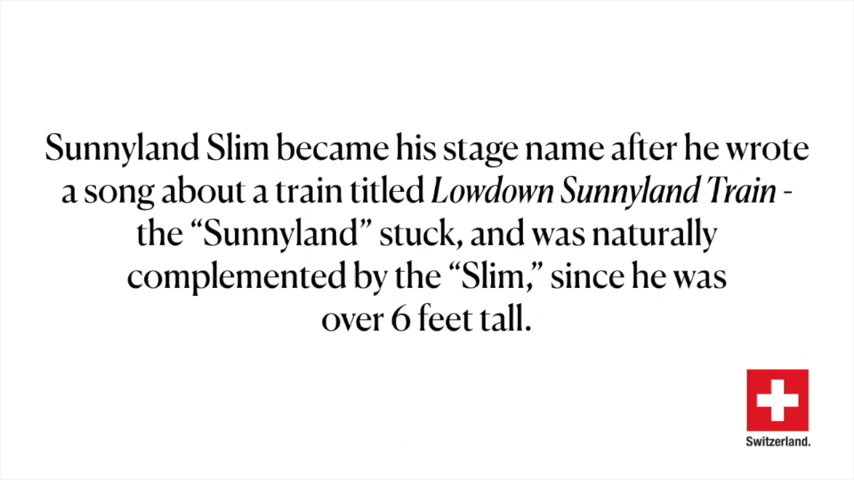 Sunnyland Slim became his stage name after he wrote
a song about a train titled Lowdown Sunnyland Train -
the “Sunnyland” stuck, and was naturally
complemented by the “Slim,” since he was
over 6 feet tall.
Switzerland.